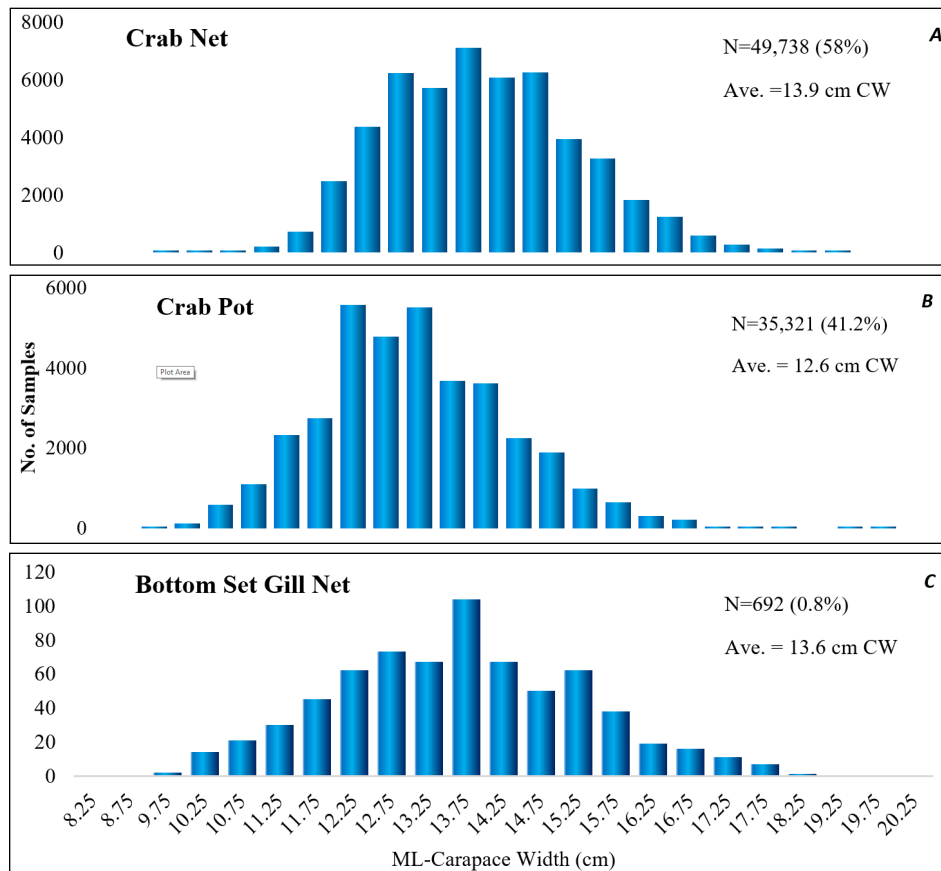 8000
6000
4000
2000
0
Crab Net
N=49,738 (58%)
Ave. =13.9 cm CW
A
6000
4000
2000
0
Crab Pot
Plot Area
N=35,321 (41.2%)
Ave. = 12.6 cm CW
B
No. of Samples
120
100
80
60
40
20
0
Bottom Set Gill Net
N=692 (0.8%)
Ave. = 13.6 cm CW
C
8.25
8.75
9.75
10.25
10.75
11.25
11.75
12.25
12.75
13.25
13.75
14.25
14.75
15.25
15.75
16.25
16.75
17.25
17.75
18.25
19.25
19.75
20.25
ML-Carapace Width (cm)